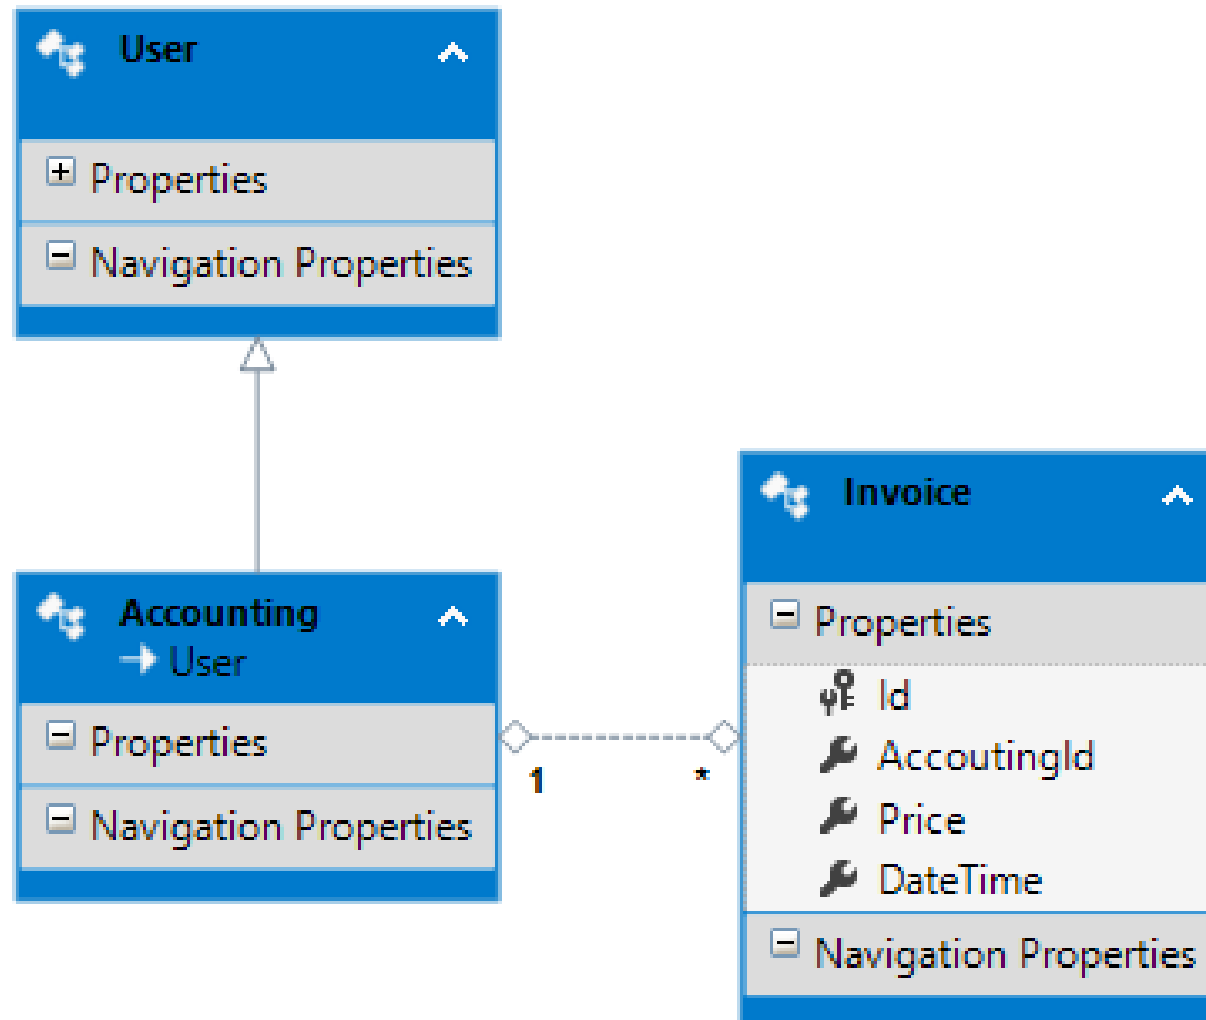 User
Properties
Navigation Properties
Accounting
User
Properties
Navigation Properties
1
*
Invoice
Properties
Id
AccoutingId
Price
DateTime
Navigation Properties